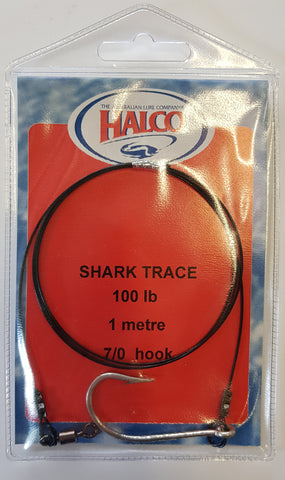 THE AUSTRALIAN LURE COMPANY
HALCO
SHARK TRACE
100 lb
1 metre
7/0 hook